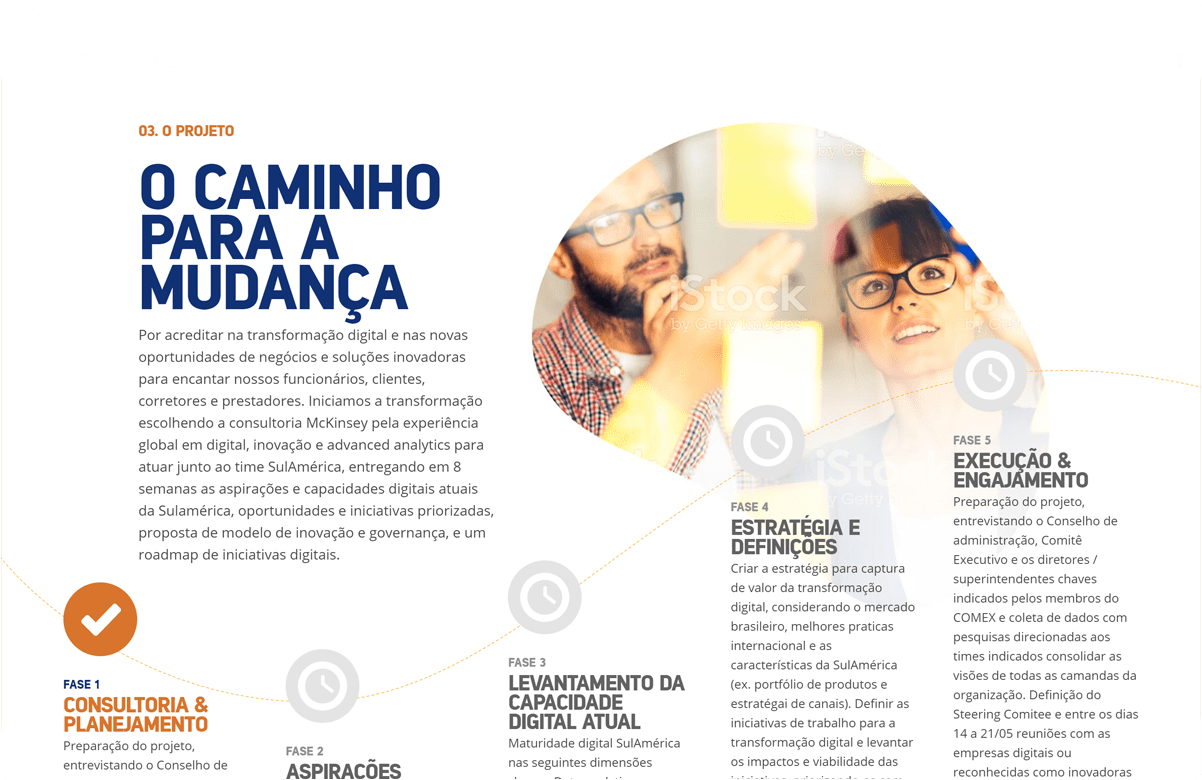 03. O PROJETO
O CAMINHO
PARA A
MUDANÇA
Por acreditar na transformação digital e nas novas
oportunidades de negócios e soluções inovadoras
para encantar nossos funcionários, clientes,
corretores e prestadores. Iniciamos a transformação
escolhendo a consultoria McKinsey pela experiência
global em digital, inovação e advanced analytics para
atuar junto ao time SulAmérica, entregando em 8
semanas as aspirações e capacidades digitais atuais
da Sulamérica, oportunidades e iniciativas priorizadas,
proposta de modelo de inovação e governança, e um
roadmap de iniciativas digitais.
iStock
by Getty Images
FASE 1
CONSULTORIA &
PLANEJAMENTO
Preparação do projeto,
entrevistando o Conselho de
FASE 2
ASPIRAÇÕES
FASE 3
LEVANTAMENTO DA
CAPACIDADE
DIGITAL ATUAL
Maturidade digital SulAmérica
nas seguintes dimensões
FASE 4
ESTRATÉGIA E
DEFINIÇÕES
Criar a estratégia para captura
de valor da transformação
digital, considerando o mercado
brasileiro, melhores praticas
internacional e as
características da SulAmérica
(ex. portfólio de produtos e
estratégai de canais). Definir as
iniciativas de trabalho para a
transformação digital e levantar
os impactos e viabilidade das
FASE 5
EXECUÇÃO &
ENGAJAMENTO
Preparação do projeto,
entrevistando o Conselho de
administração, Comitê
Executivo e os diretores /
superintendentes chaves
indicados pelos membros do
COMEX e coleta de dados com
pesquisas direcionadas aos
times indicados consolidar as
visões de todas as camandas da
organização. Definição do
Steering Comitee e entre os dias
14 a 21/05 reuniões com as
empresas digitais ou
reconhecidas como inovadoras